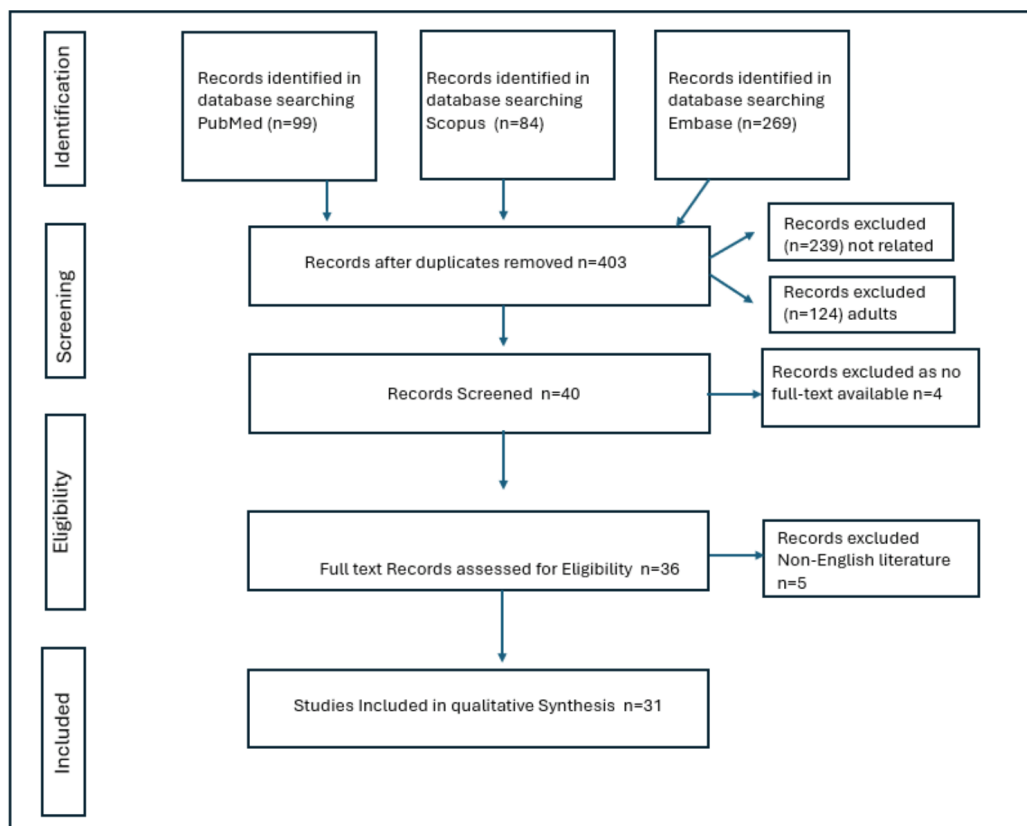 Identification
Records identified in
database searching
PubMed (n=99)
Records identified in
database searching
Scopus (n=84)
Records identified in
database searching
Embase (n=269)
Screening
Records after duplicates removed n=403
Records excluded
(n=239) not related
Records excluded
(n=124) adults
Records Screened n=40
Records excluded as no
full-text available n=4
Eligibility
Full text Records assessed for Eligibility n=36
Records excluded
Non-English literature
n=5
Included
Studies Included in qualitative Synthesis n=31